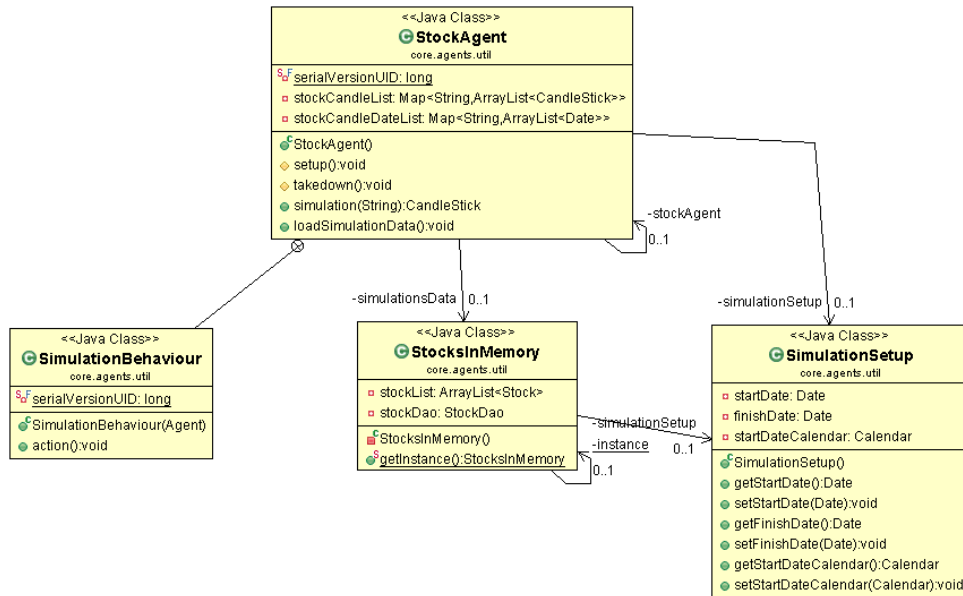 <<Java Class>>
StockAgent
core.agents.util
serialVersionUID: long
stockCandleList: Map<String,ArrayList<CandleStick>>
stockCandleDateList: Map<String,ArrayList<Date>>
StockAgent()
setup():void
takedown():void
simulation(String):CandleStick
loadSimulationData():void
-stockAgent
0..1
-simulationsData
0..1
-simulationSetup
0..1
<<Java Class>>
SimulationBehaviour
core.agents.util
serialVersionUID: long
SimulationBehaviour(Agent)
action():void
<<Java Class>>
StocksInMemory
core.agents.util
stockList: ArrayList<Stock>
stockDao: StockDao
StocksInMemory()
getInstance():StocksInMemory
-simulationSetup
0..1
-instance
0..1
<<Java Class>>
SimulationSetup
core.agents.util
startDate: Date
finishDate: Date
startDateCalendar: Calendar
SimulationSetup()
getStartDate():Date
setStartDate(Date):void
getFinishDate():Date
setFinishDate(Date):void
getStartDateCalendar():Calendar
setStartDateCalendar(Calendar):void